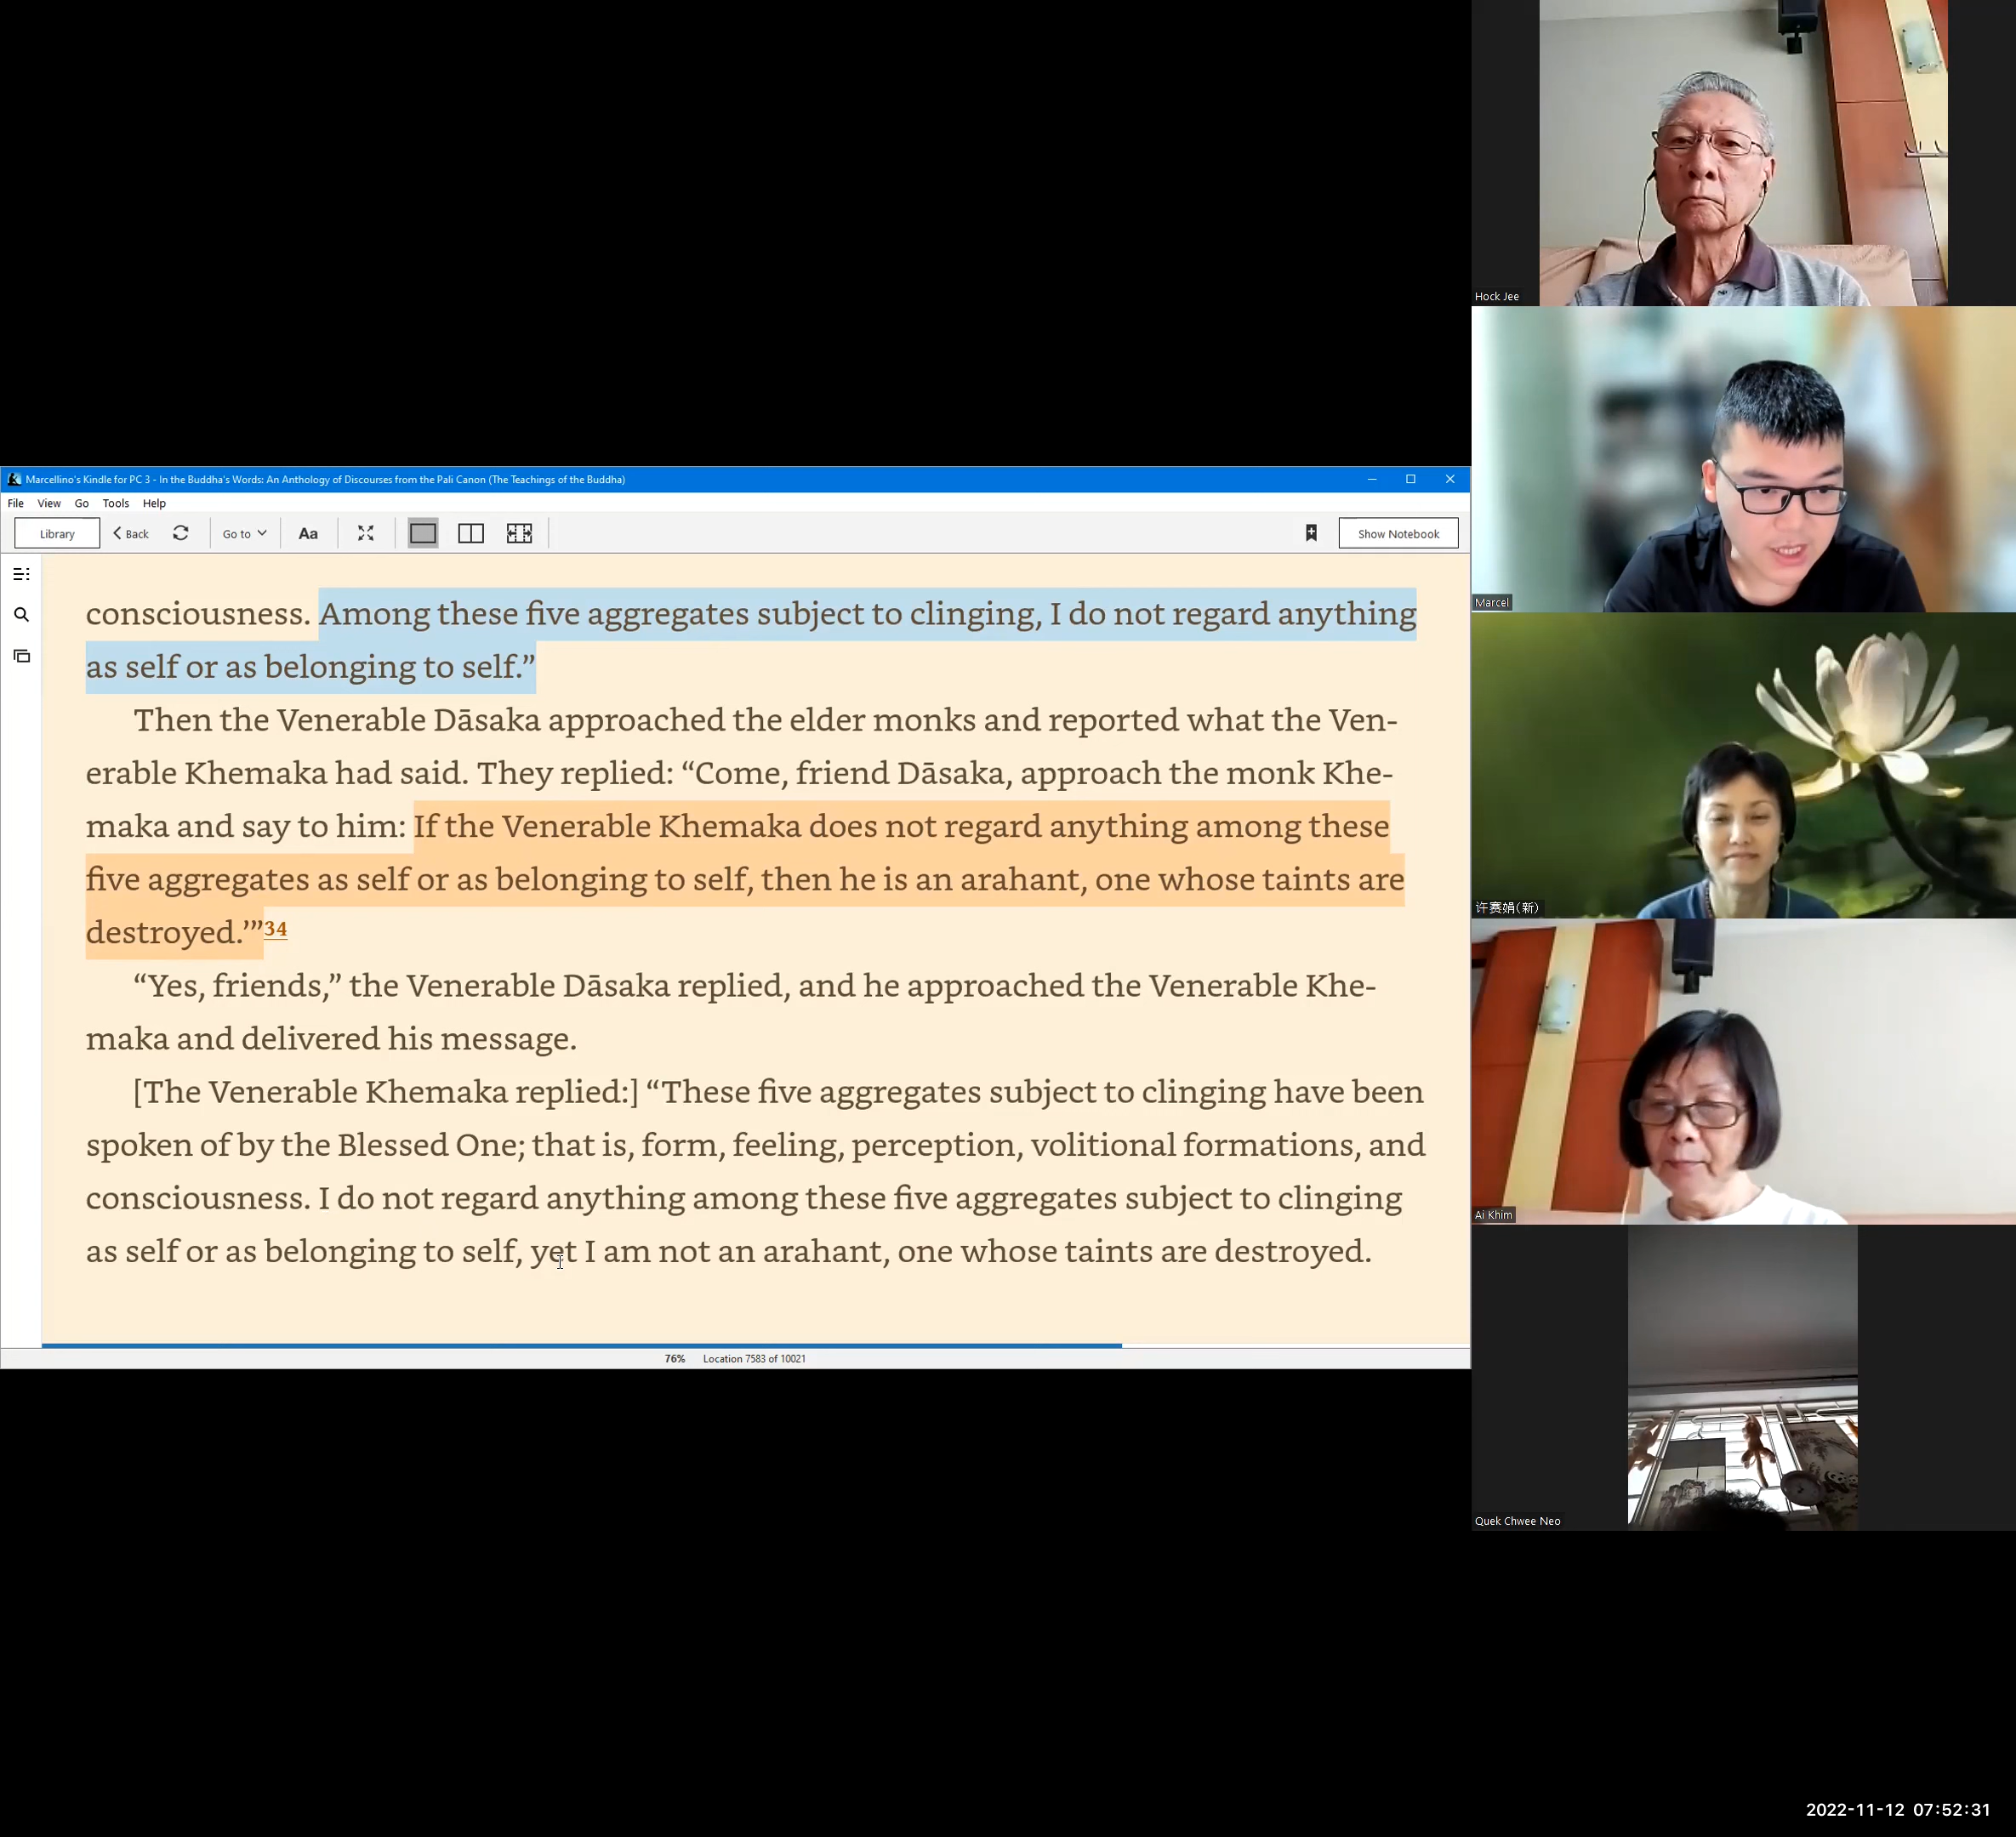 Marcellino's Kindle for PC 3 - In the Buddha's Words: An Anthology of Discourses from the Pali Canon (The Teachings of the Buddha)
File View Go Tools Help
Library Back Go to Aa Show Notebook
consciousness. Among these five aggregates subject to clinging, I do not regard anything
as self or as belonging to self.”
Then the Venerable Dāsaka approached the elder monks and reported what the Ven-
erable Khemaka had said. They replied: “Come, friend Dāsaka, approach the monk Khe-
maka and say to him: If the Venerable Khemaka does not regard anything among these
five aggregates as self or as belonging to self, then he is an arahant, one whose taints are
destroyed.’”34
“Yes, friends,” the Venerable Dāsaka replied, and he approached the Venerable Khe-
maka and delivered his message.
[The Venerable Khemaka replied:] “These five aggregates subject to clinging have been
spoken of by the Blessed One; that is, form, feeling, perception, volitional formations, and
consciousness. I do not regard anything among these five aggregates subject to clinging
as self or as belonging to self, yet I am not an arahant, one whose taints are destroyed.
76% Location 7583 of 10021
Hock Jee
Marcel
许赛娟(新)
Ai Khim
Quek Chwee Neo
2022-11-12 07:52:31